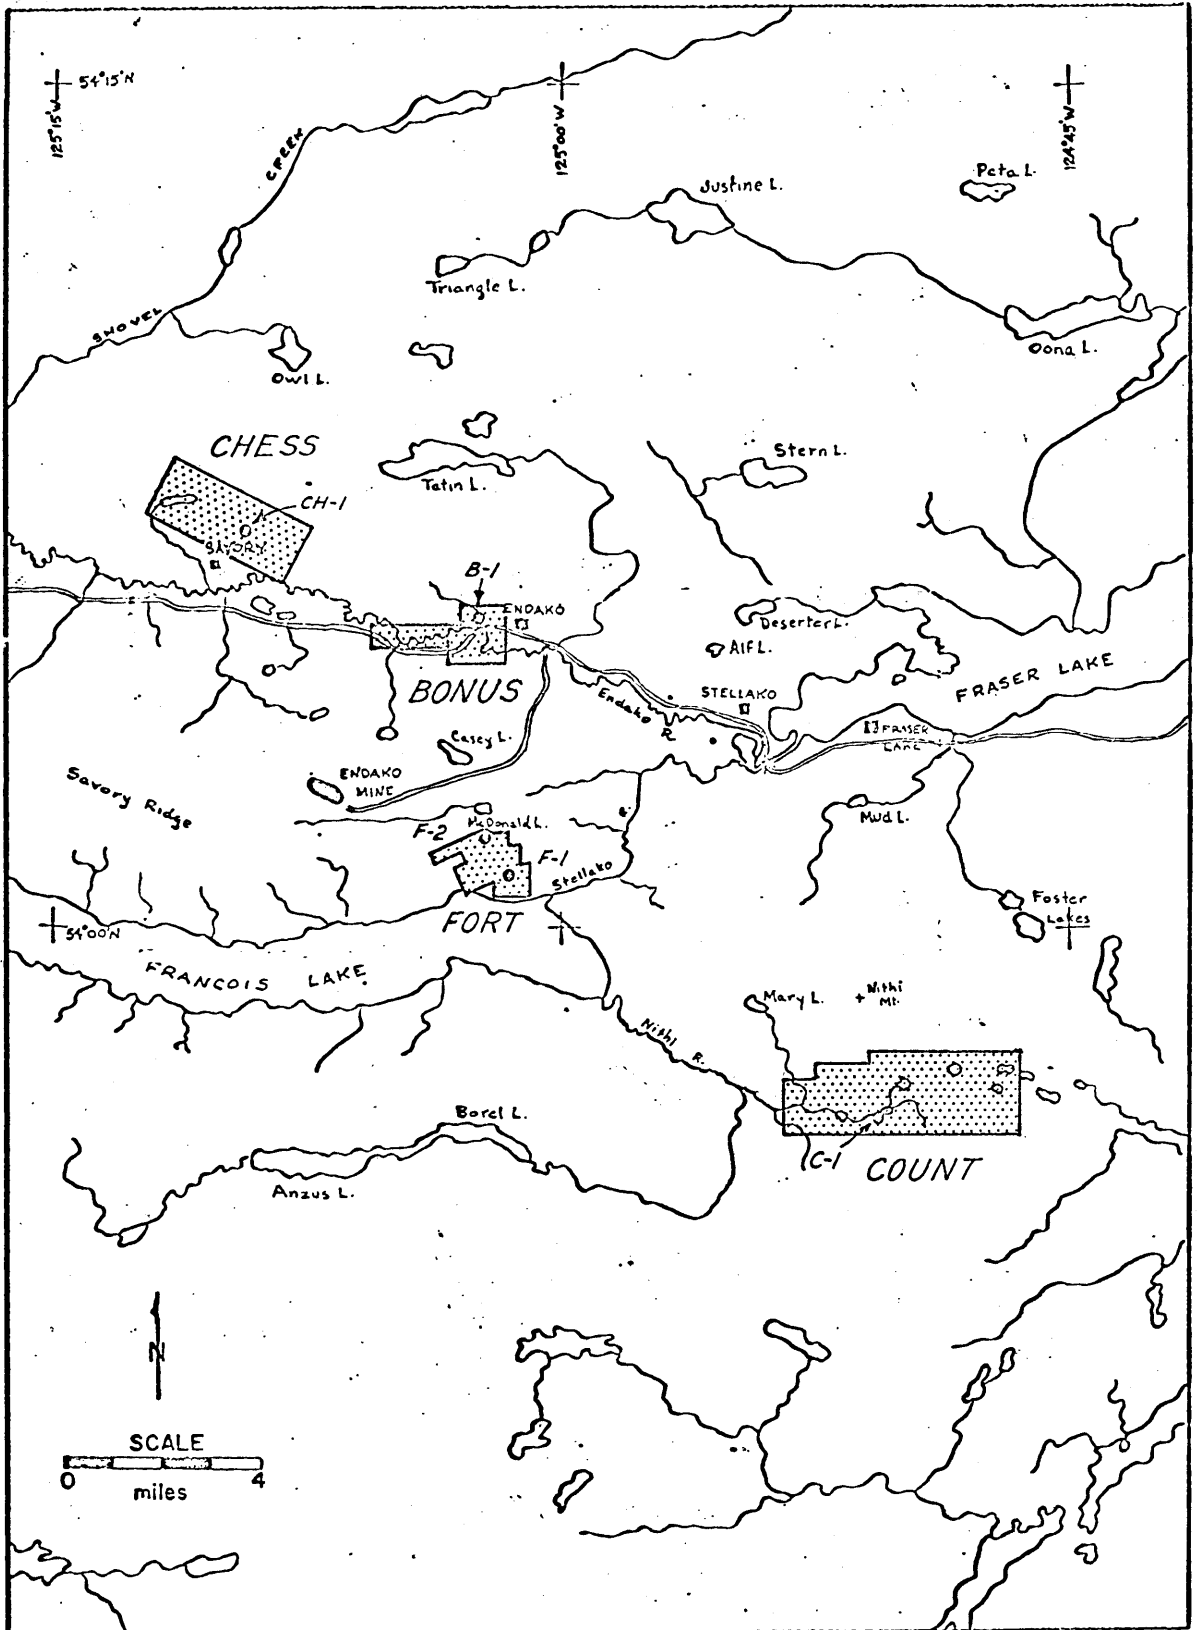 54°15'N
125°15'W
125°00'W
124°45'W
CREEK
Peta L.
Justine L.
Triangle L.
SHOVEL
Oona L.
Owl L.
CHESS
Stern L.
Tatin L.
CH-1
SAVORY
B-1
ENDAKO
Deserter L.
Alf L.
BONUS
FRASER LAKE
STELLAKO
Endako
R.
FRASER
LAKE
Casey L.
Savory Ridge
ENDAKO
MINE
Mud L.
McDonald L.
R.
F-2
F-1
Stellako
Foster
Lakes
FORT
54°00'N
FRANCOIS LAKE
Mary L.
Nithi
Mt.
Nithi R.
Borel L.
C-1
COUNT
Anzus L.
N
SCALE
0 4
miles